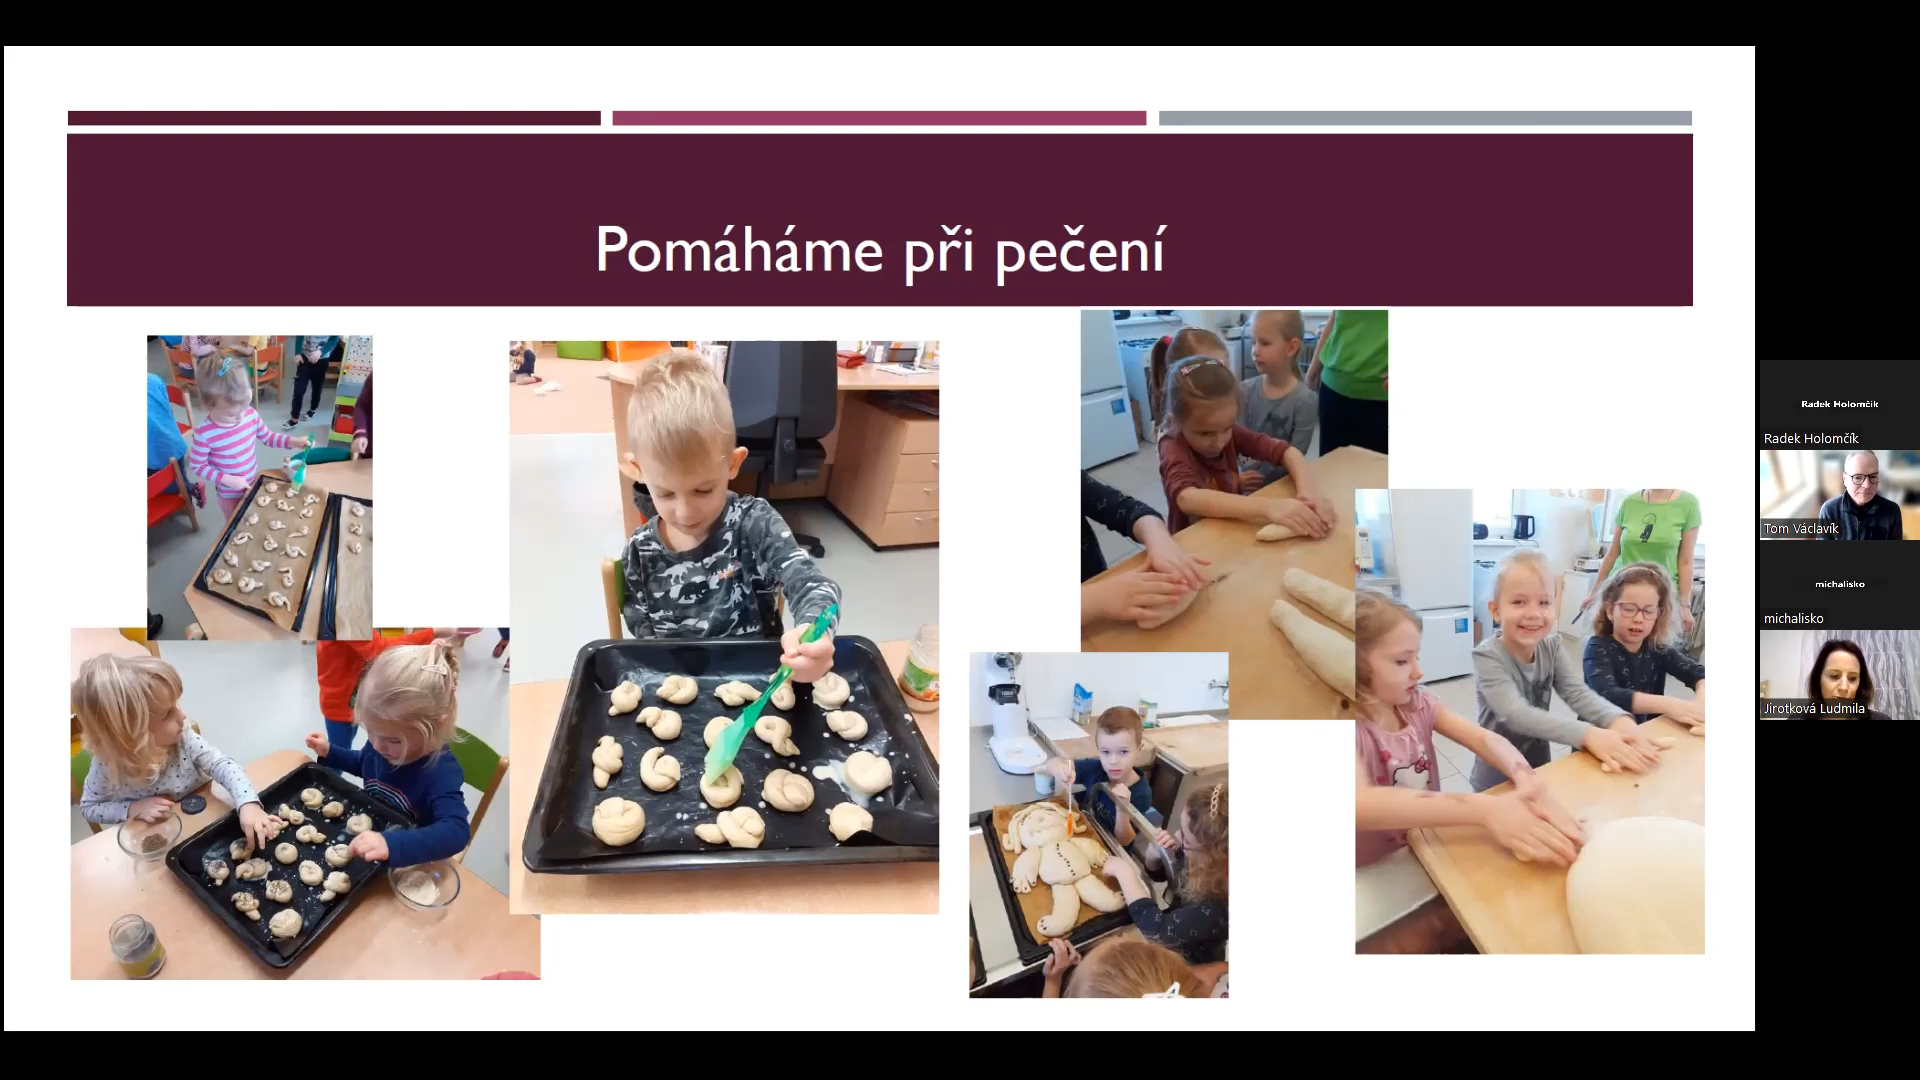 Pomáháme při pečení
Radek Holomčík
Radek Holomčík
Tom Václavík
michalisko
michalisko
Jirotková Ludmila